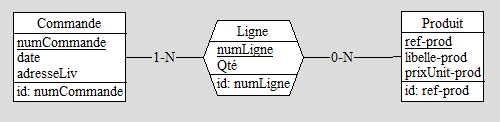 Commande
numCommande
date
adresseLiv
id: numCommande
1-N
Ligne
numLigne
Qté
id: numLigne
0-N
Produit
ref-prod
libelle-prod
prixUnit-prod
id: ref-prod